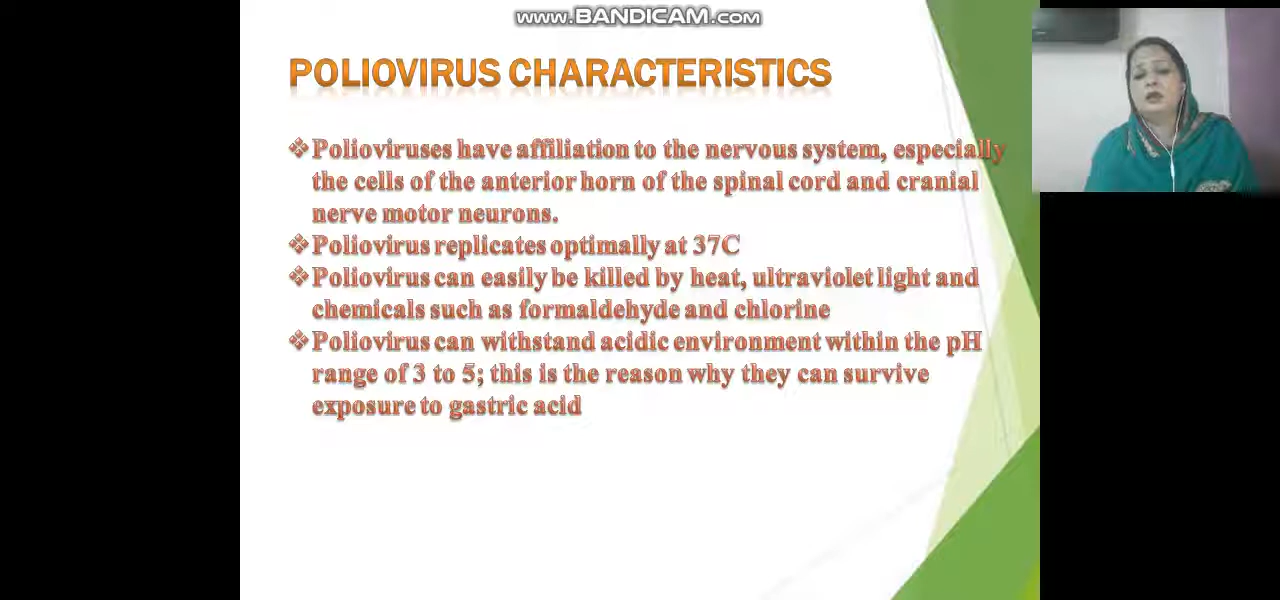 www.BANDICAM.com
POLIOVIRUS CHARACTERISTICS
❖Polioviruses have affiliation to the nervous system, especially
the cells of the anterior horn of the spinal cord and cranial
nerve motor neurons.
❖Poliovirus replicates optimally at 37C
❖Poliovirus can easily be killed by heat, ultraviolet light and
chemicals such as formaldehyde and chlorine
❖Poliovirus can withstand acidic environment within the pH
range of 3 to 5; this is the reason why they can survive
exposure to gastric acid